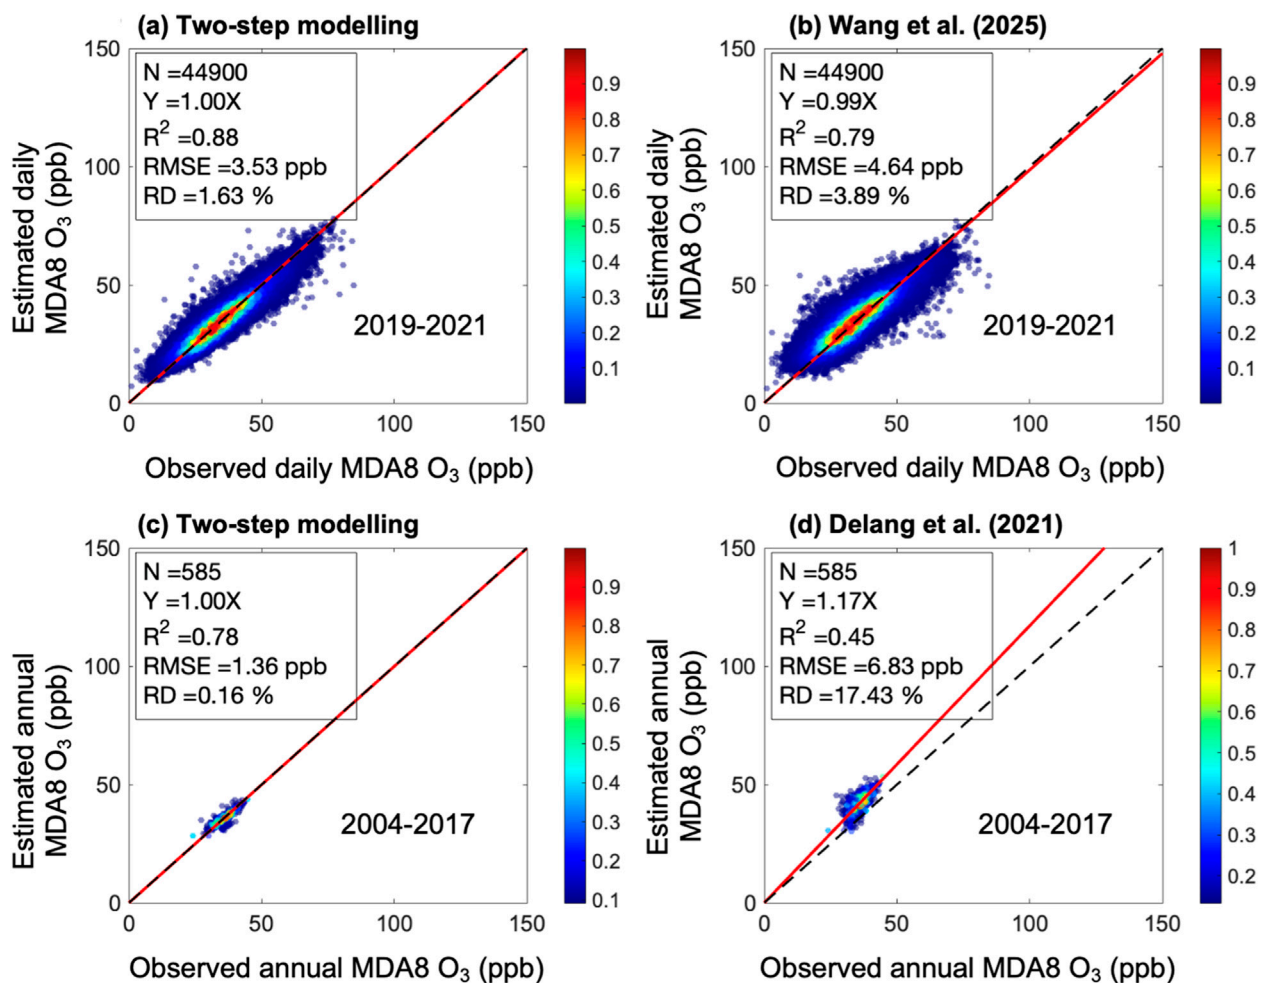 (a) Two-step modelling
N =44900
Y =1.00X
R² =0.88
RMSE =3.53 ppb
RD =1.63 %
2019-2021
150
100
50
0
0 50 100 150
Estimated daily
MDA8 O₃ (ppb)
Observed daily MDA8 O₃ (ppb)
0.9
0.8
0.7
0.6
0.5
0.4
0.3
0.2
0.1
(b) Wang et al. (2025)
N =44900
Y =0.99X
R² =0.79
RMSE =4.64 ppb
RD =3.89 %
2019-2021
150
100
50
0
0 50 100 150
Estimated daily
MDA8 O₃ (ppb)
Observed daily MDA8 O₃ (ppb)
0.9
0.8
0.7
0.6
0.5
0.4
0.3
0.2
0.1
(c) Two-step modelling
N =585
Y =1.00X
R² =0.78
RMSE =1.36 ppb
RD =0.16 %
2004-2017
150
100
50
0
0 50 100 150
Estimated annual
MDA8 O₃ (ppb)
Observed annual MDA8 O₃ (ppb)
0.9
0.8
0.7
0.6
0.5
0.4
0.3
0.2
0.1
(d) Delang et al. (2021)
N =585
Y =1.17X
R² =0.45
RMSE =6.83 ppb
RD =17.43 %
2004-2017
150
100
50
0
0 50 100 150
Estimated annual
MDA8 O₃ (ppb)
Observed annual MDA8 O₃ (ppb)
1
0.9
0.8
0.7
0.6
0.5
0.4
0.3
0.2